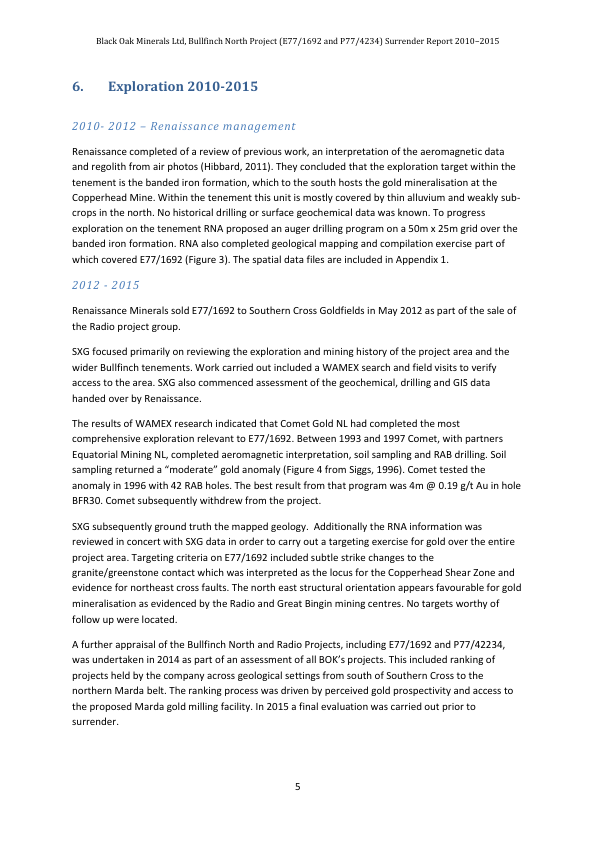 Black Oak Minerals Ltd, Bullfinch North Project (E77/1692 and P77/4234) Surrender Report 2010–2015
6. Exploration 2010-2015
2010- 2012 – Renaissance management
Renaissance completed of a review of previous work, an interpretation of the aeromagnetic data
and regolith from air photos (Hibbard, 2011). They concluded that the exploration target within the
tenement is the banded iron formation, which to the south hosts the gold mineralisation at the
Copperhead Mine. Within the tenement this unit is mostly covered by thin alluvium and weakly sub-
crops in the north. No historical drilling or surface geochemical data was known. To progress
exploration on the tenement RNA proposed an auger drilling program on a 50m x 25m grid over the
banded iron formation. RNA also completed geological mapping and compilation exercise part of
which covered E77/1692 (Figure 3). The spatial data files are included in Appendix 1.
2012 - 2015
Renaissance Minerals sold E77/1692 to Southern Cross Goldfields in May 2012 as part of the sale of
the Radio project group.
SXG focused primarily on reviewing the exploration and mining history of the project area and the
wider Bullfinch tenements. Work carried out included a WAMEX search and field visits to verify
access to the area. SXG also commenced assessment of the geochemical, drilling and GIS data
handed over by Renaissance.
The results of WAMEX research indicated that Comet Gold NL had completed the most
comprehensive exploration relevant to E77/1692. Between 1993 and 1997 Comet, with partners
Equatorial Mining NL, completed aeromagnetic interpretation, soil sampling and RAB drilling. Soil
sampling returned a “moderate” gold anomaly (Figure 4 from Siggs, 1996). Comet tested the
anomaly in 1996 with 42 RAB holes. The best result from that program was 4m @ 0.19 g/t Au in hole
BFR30. Comet subsequently withdrew from the project.
SXG subsequently ground truth the mapped geology.  Additionally the RNA information was
reviewed in concert with SXG data in order to carry out a targeting exercise for gold over the entire
project area. Targeting criteria on E77/1692 included subtle strike changes to the
granite/greenstone contact which was interpreted as the locus for the Copperhead Shear Zone and
evidence for northeast cross faults. The north east structural orientation appears favourable for gold
mineralisation as evidenced by the Radio and Great Bingin mining centres. No targets worthy of
follow up were located.
A further appraisal of the Bullfinch North and Radio Projects, including E77/1692 and P77/42234,
was undertaken in 2014 as part of an assessment of all BOK’s projects. This included ranking of
projects held by the company across geological settings from south of Southern Cross to the
northern Marda belt. The ranking process was driven by perceived gold prospectivity and access to
the proposed Marda gold milling facility. In 2015 a final evaluation was carried out prior to
surrender.
5